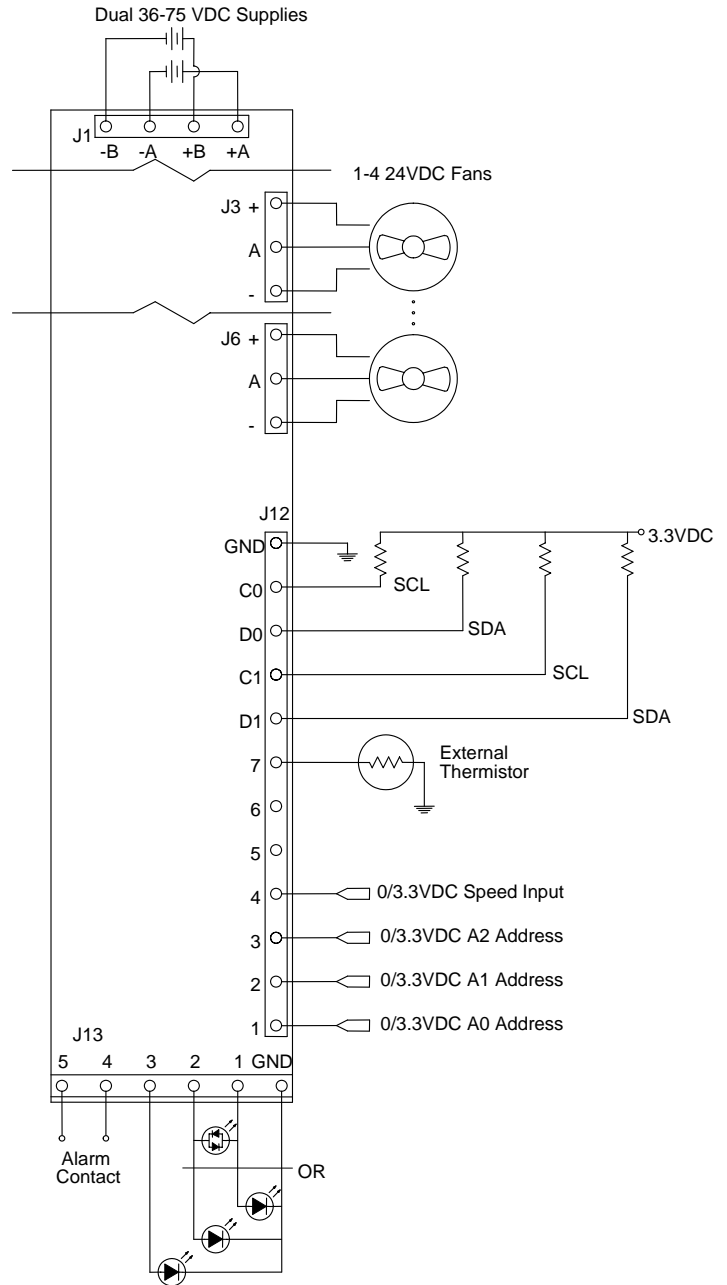 Dual 36-75 VDC Supplies
J1
-B -A +B +A
1-4 24VDC Fans
J3 +
A
-
J6 +
A
-
J12
GND
3.3VDC
C0
SCL
D0
SDA
C1
SCL
D1
SDA
7
External
Thermistor
6
5
4
0/3.3VDC Speed Input
3
0/3.3VDC A2 Address
2
0/3.3VDC A1 Address
1
0/3.3VDC A0 Address
J13
5 4 3 2 1 GND
Alarm
Contact
OR